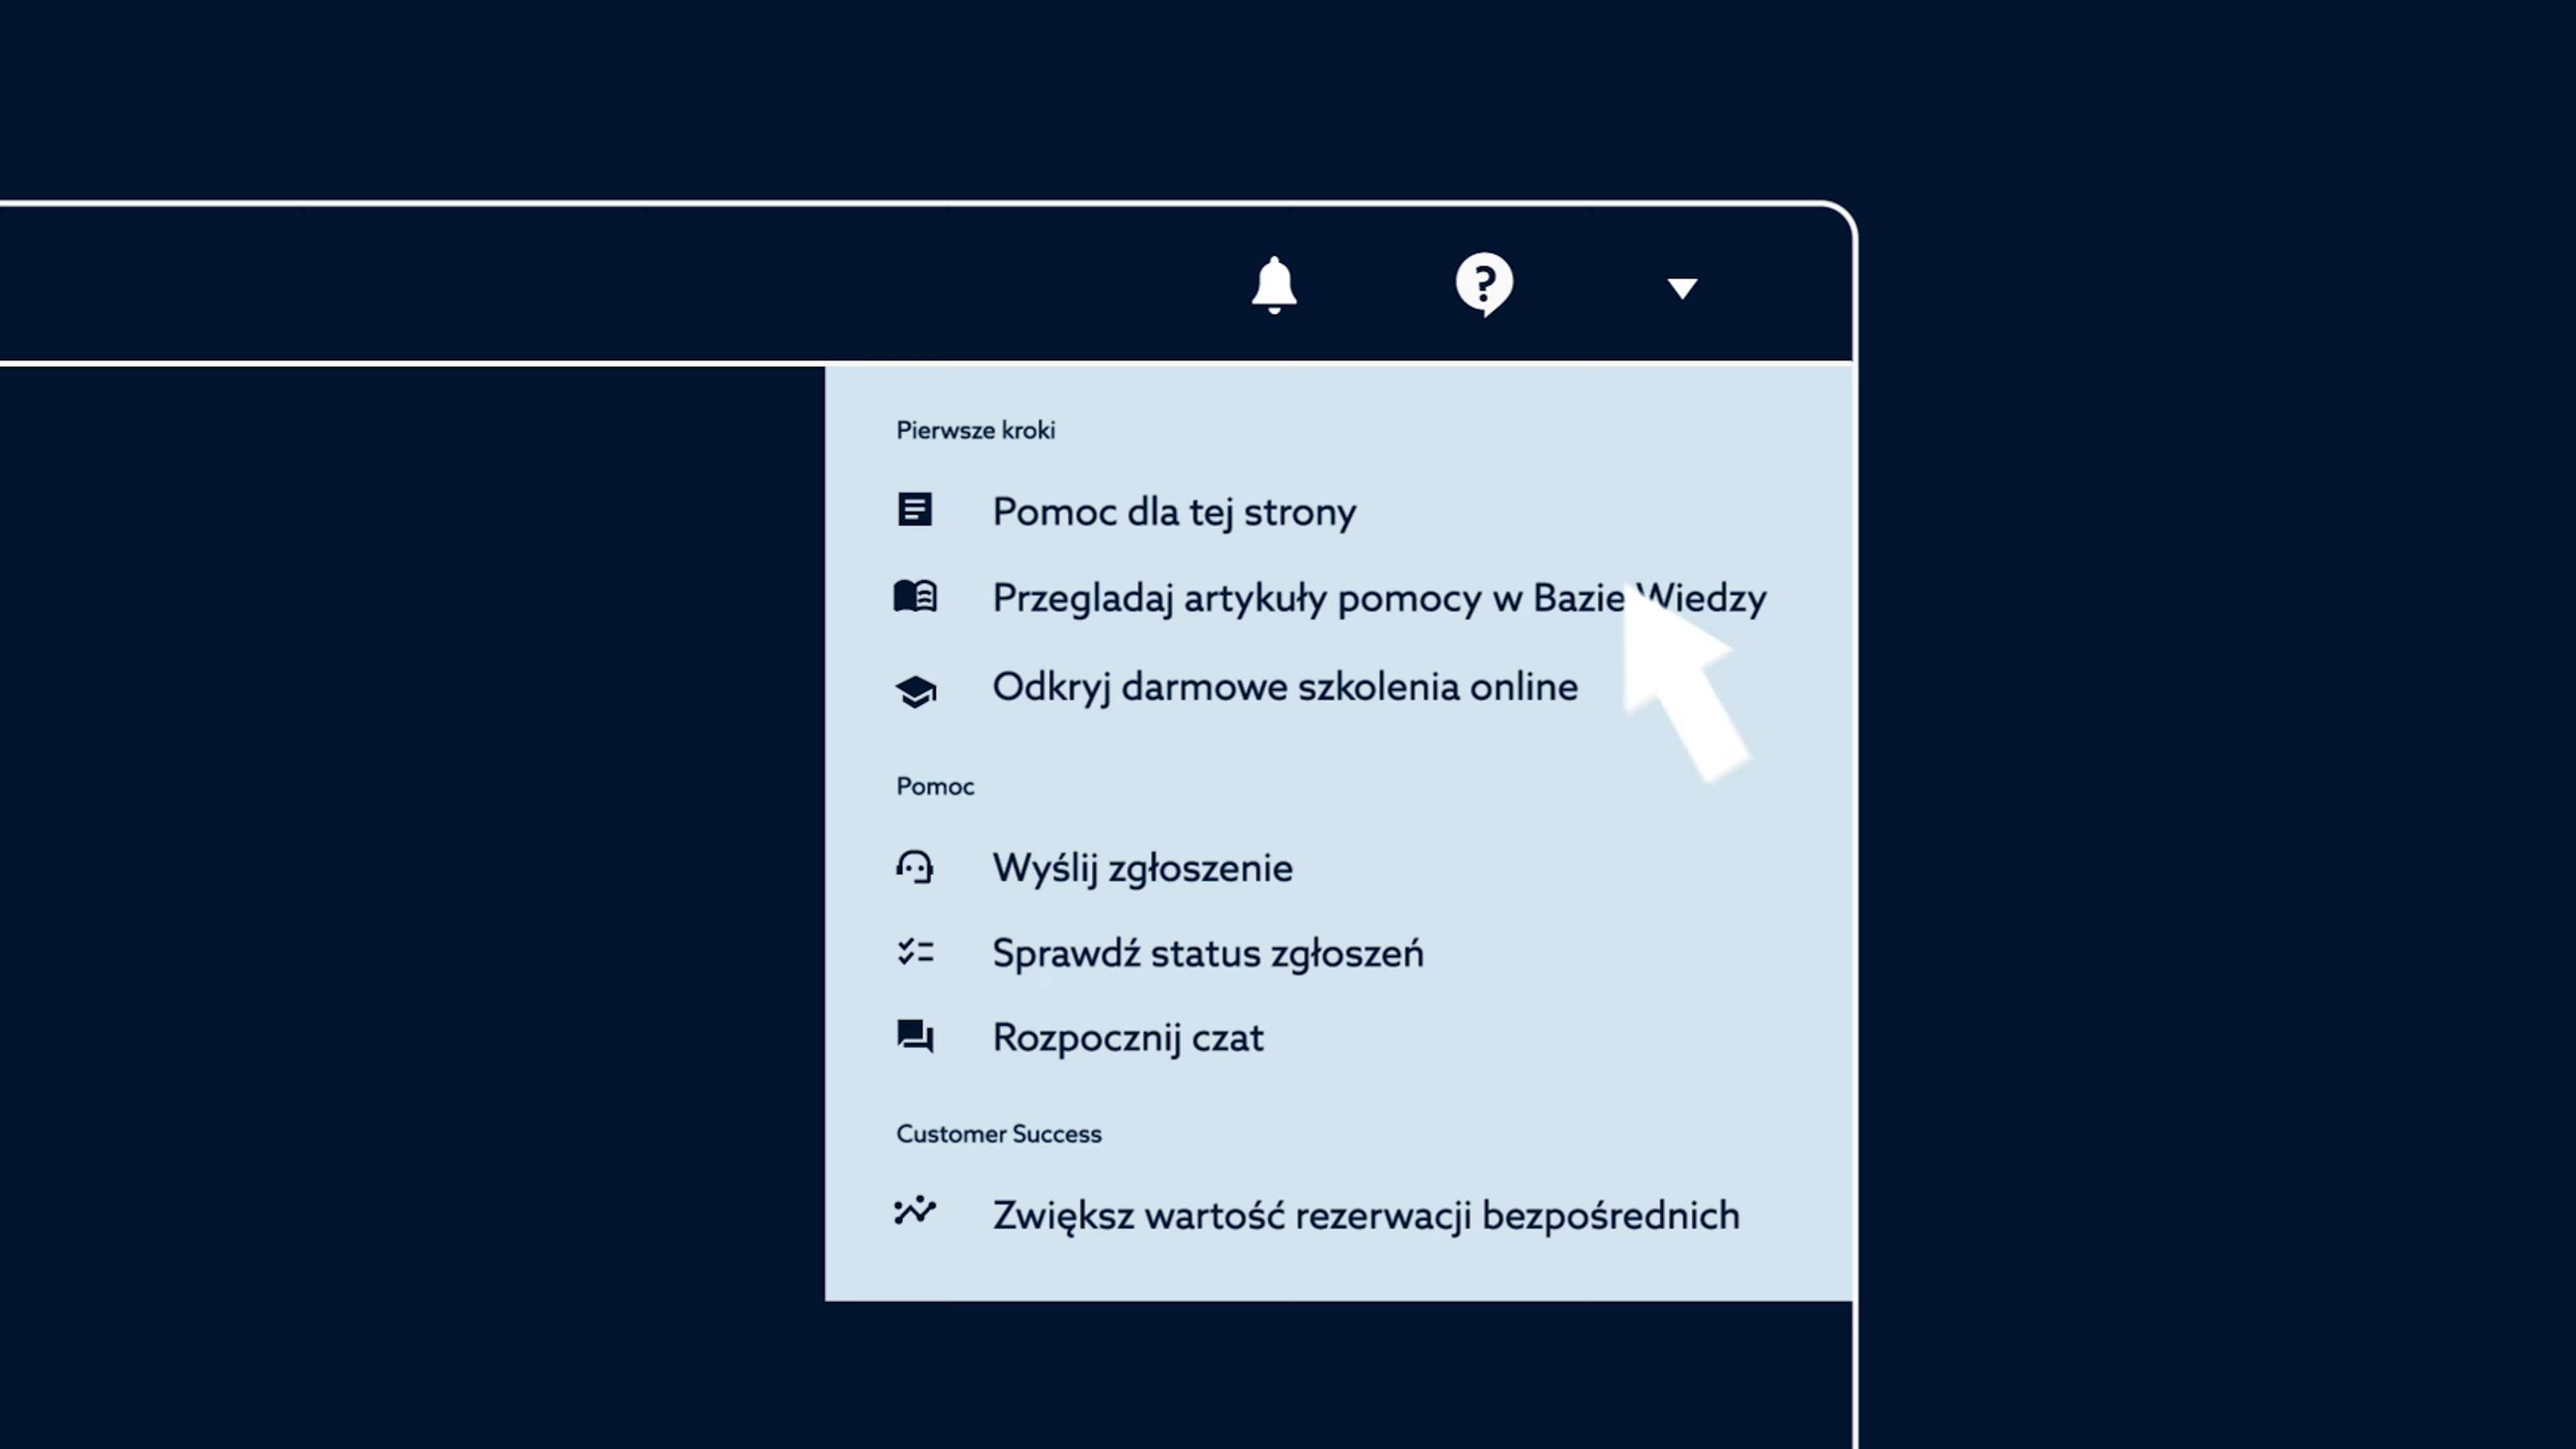 Pierwsze kroki
Pomoc dla tej strony
Przegladaj artykuły pomocy w Bazie Wiedzy
Odkryj darmowe szkolenia online
Pomoc
Wyślij zgłoszenie
Sprawdź status zgłoszeń
Rozpocznij czat
Customer Success
Zwiększ wartość rezerwacji bezpośrednich